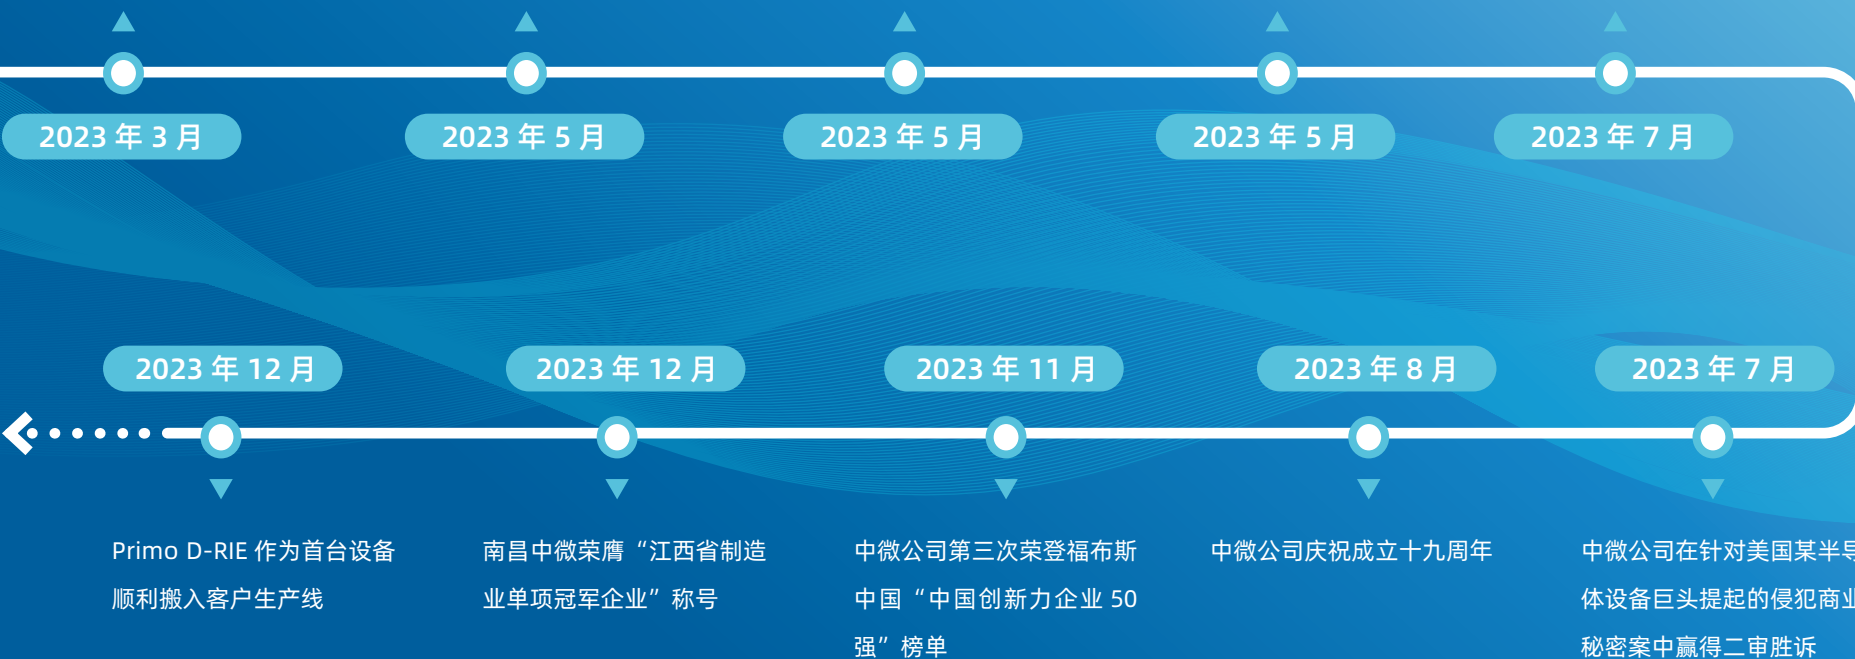 2023 年 3 月
2023 年 5 月
2023 年 5 月
2023 年 5 月
2023 年 7 月
2023 年 12 月
2023 年 12 月
2023 年 11 月
2023 年 8 月
2023 年 7 月
Primo D-RIE 作为首台设备
顺利搬入客户生产线
南昌中微荣膺“江西省制造
业单项冠军企业”称号
中微公司第三次荣登福布斯
中国“中国创新力企业 50
强”榜单
中微公司庆祝成立十九周年
中微公司在针对美国某半导
体设备巨头提起的侵犯商业
秘密案中赢得二审胜诉